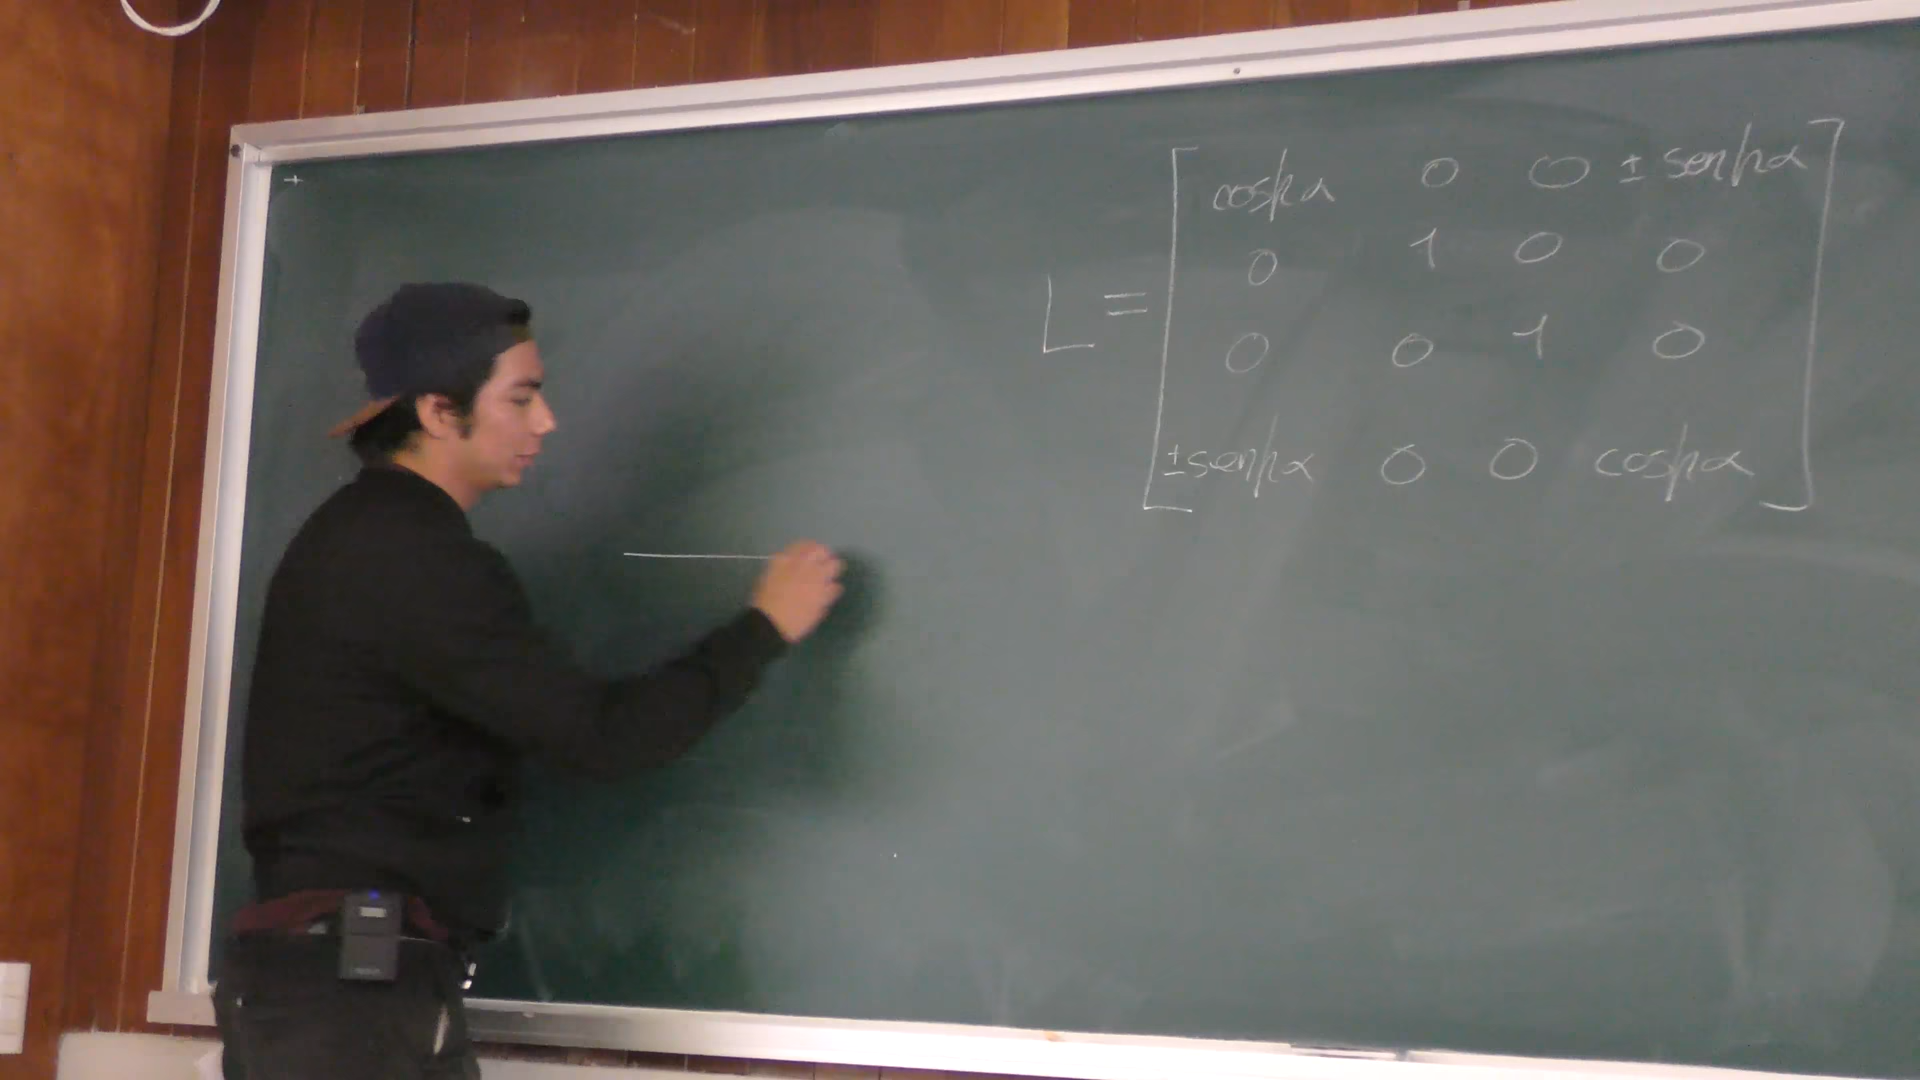 cosh α 0 0 ± senh α
0 1 0 0
L =
0 0 1 0
± senh α 0 0 cosh α